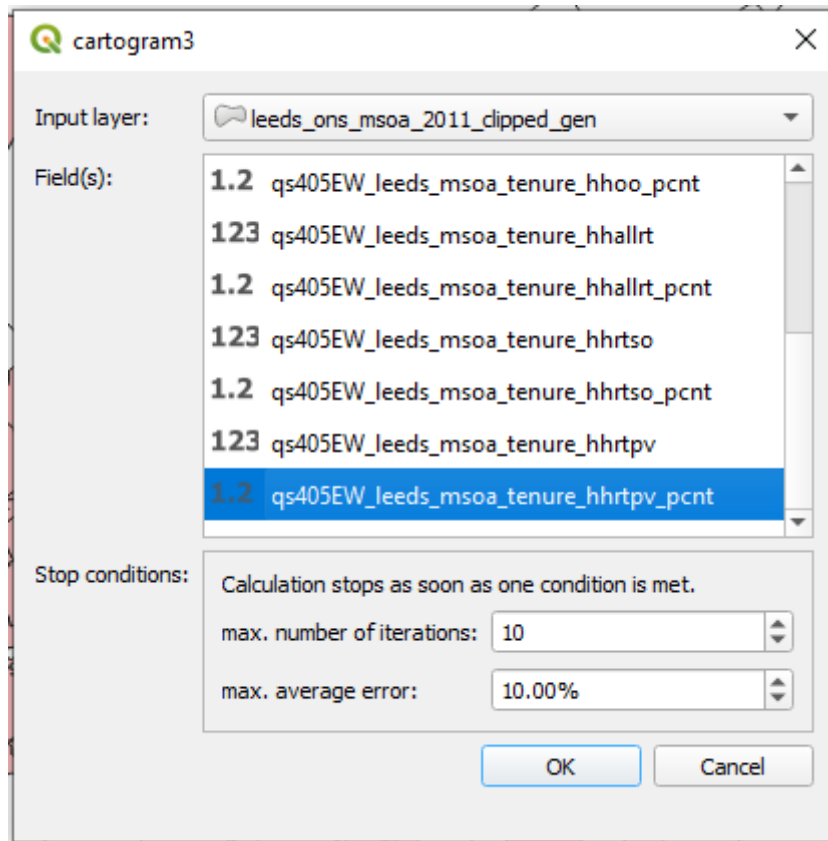 cartogram3
Input layer: leeds_ons_msoa_2011_clipped_gen
Field(s):
1.2 qs405EW_leeds_msoa_tenure_hhoo_pcnt
123 qs405EW_leeds_msoa_tenure_hhallrt
1.2 qs405EW_leeds_msoa_tenure_hhallrt_pcnt
123 qs405EW_leeds_msoa_tenure_hhrtso
1.2 qs405EW_leeds_msoa_tenure_hhrtso_pcnt
123 qs405EW_leeds_msoa_tenure_hhrtpv
1.2 qs405EW_leeds_msoa_tenure_hhrtpv_pcnt
Stop conditions:
Calculation stops as soon as one condition is met.
max. number of iterations: 10
max. average error: 10.00%
OK Cancel